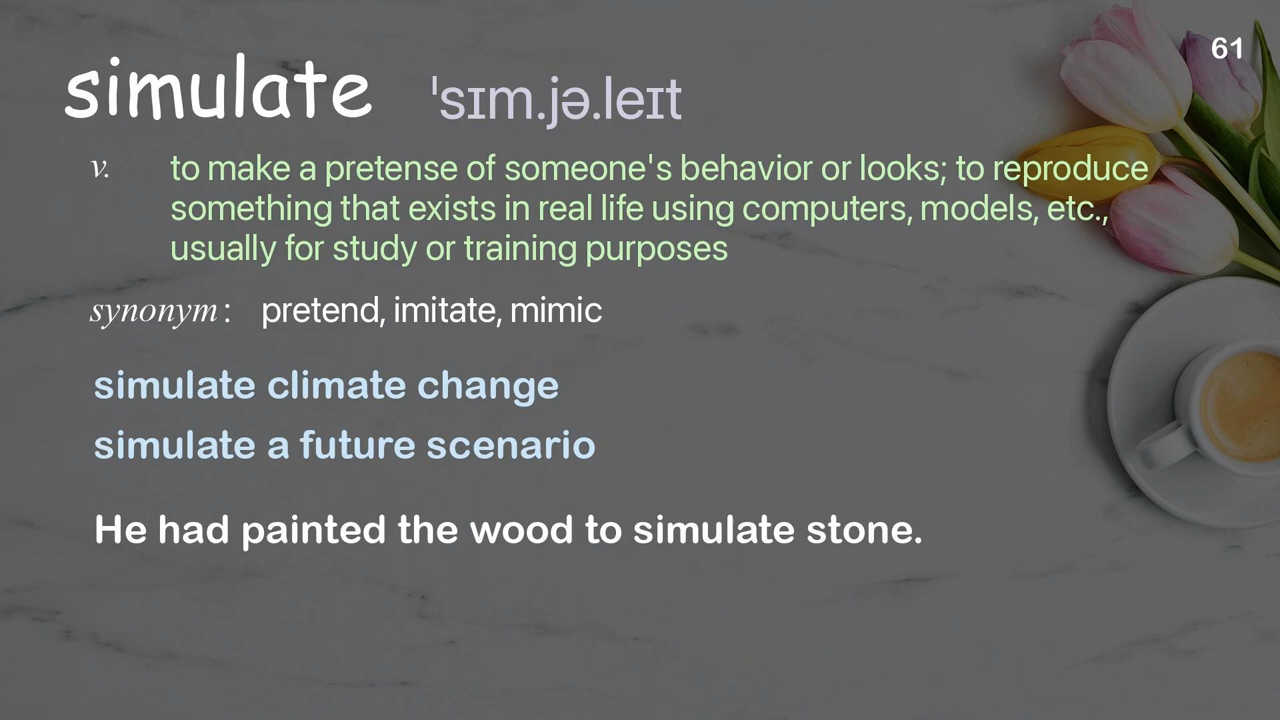 61
simulate ˈsɪm.jə.leɪt
v. to make a pretense of someone's behavior or looks; to reproduce
something that exists in real life using computers, models, etc.,
usually for study or training purposes
synonym: pretend, imitate, mimic
simulate climate change
simulate a future scenario
He had painted the wood to simulate stone.